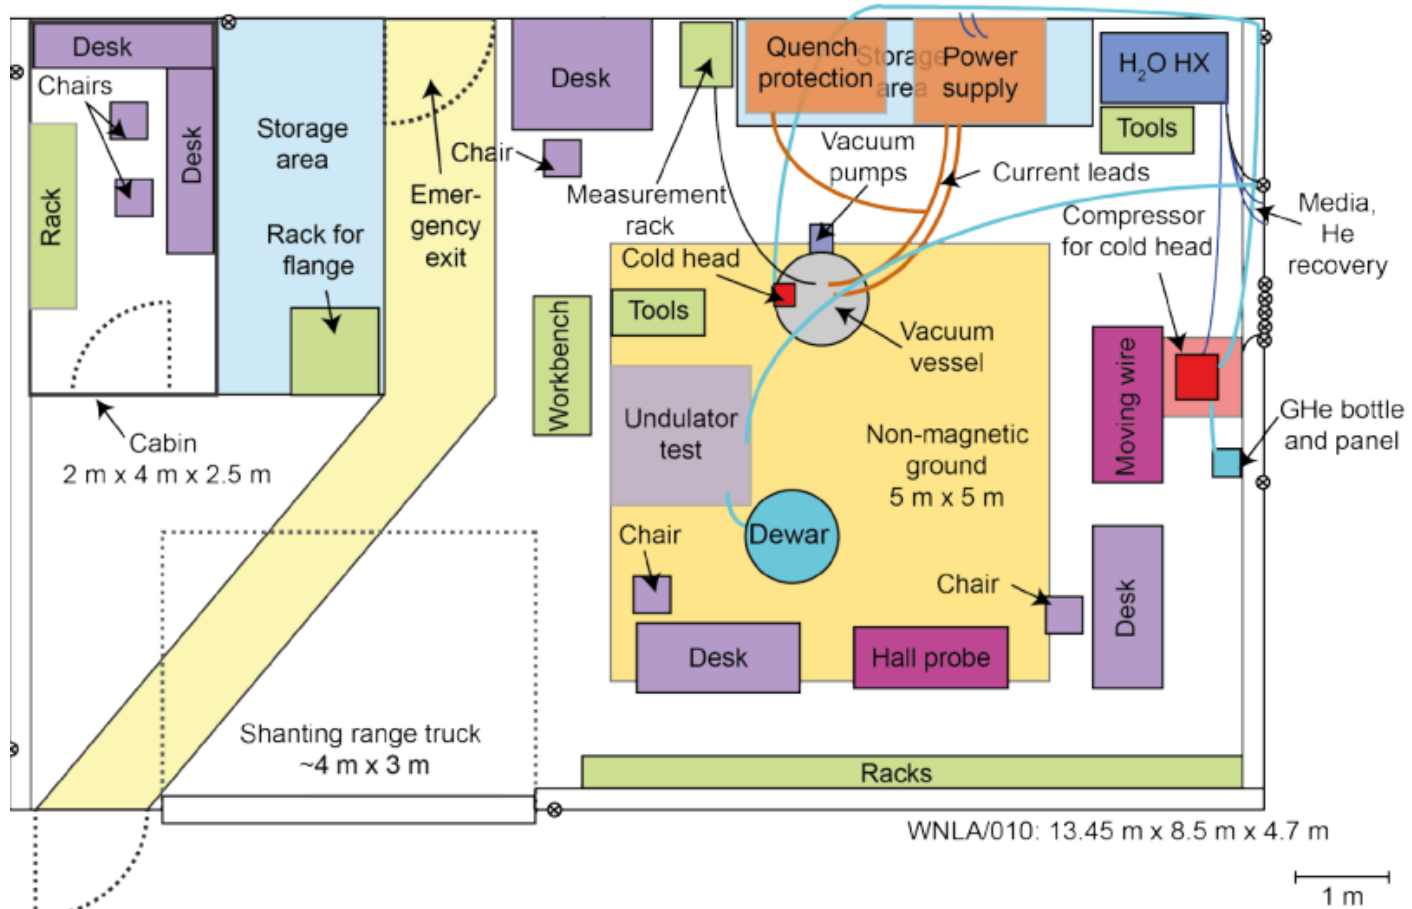 Desk
Chairs
Desk
Rack
Storage
area
Rack for
flange
Emer-
gency
exit
Cabin
2 m x 4 m x 2.5 m
Desk
Chair
Measurement
rack
Quench
protection
Storage
area
Power
supply
Vacuum
pumps
Current leads
H₂O HX
Tools
Compressor
for cold head
Media,
He
recovery
Cold head
Tools
Workbench
Vacuum
vessel
Undulator
test
Non-magnetic
ground
5 m x 5 m
Moving wire
GHe bottle
and panel
Dewar
Chair
Chair
Desk
Desk
Hall probe
Shanting range truck
~4 m x 3 m
Racks
WNLA/010: 13.45 m x 8.5 m x 4.7 m
1 m